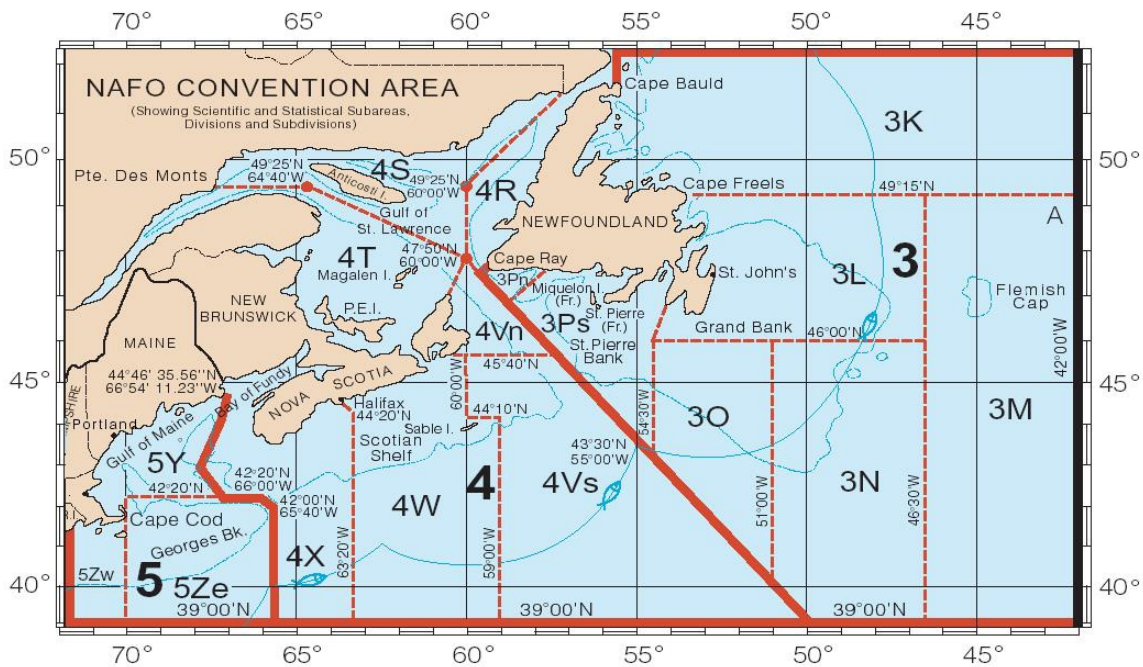 70° 65° 60° 55° 50° 45°
NAFO CONVENTION AREA
(Showing Scientific and Statistical Subareas,
Divisions and Subdivisions)
Cape Bauld
3K
50°
50°
Pte. Des Monts
49°25'N
64°40'W
4S
Anticosti I.
49°25'N
60°00'W
4R
Cape Freels
49°15'N
A
Gulf of
St. Lawrence
NEWFOUNDLAND
4T
Magalen I.
47°50'N
60°00'W
Cape Ray
3Pn
St. John's
3L
3
Flemish
Cap
NEW
BRUNSWICK
P.E.I.
Miquelon I.
(Fr.)
St. Pierre
(Fr.)
4Vn
3Ps
St.Pierre
Bank
Grand Bank
46°00'N
42°00'W
MAINE
45°40'N
44°46' 35.56''N
66°54' 11.23''W
45°
45°
Bay of Fundy
NOVA SCOTIA
60°00'W
Portland
Halifax
44°20'N
44°10'N
Sable I.
Scotian
Shelf
54°30'W
3O
3M
Gulf of Maine
5Y
43°30'N
55°00'W
42°20'N
42°20'N
66°00'W
42°00'N
65°40'W
4
4W
4Vs
3N
51°00'W
46°30'W
Cape Cod
Georges Bk.
4X
63°20'W
59°00'W
5Zw
5
5Ze
40°
40°
39°00'N
39°00'N
39°00'N
70° 65° 60° 55° 50° 45°